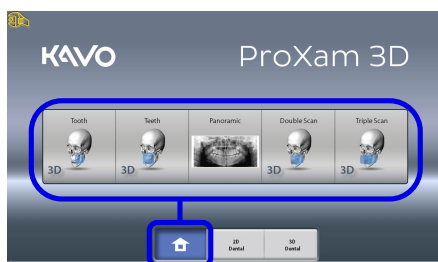 KAVO
ProXam 3D
Tooth
Teeth
Panoramic
Double Scan
Triple Scan
3D
3D
3D
3D
2D
Dental
3D
Dental